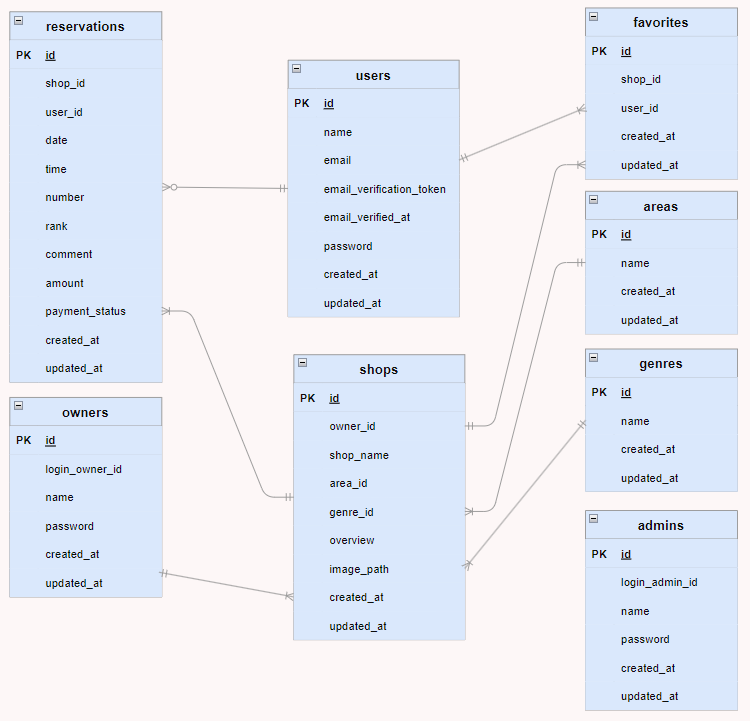 reservations
PK id
shop_id
user_id
date
time
number
rank
comment
amount
payment_status
created_at
updated_at
owners
PK id
login_owner_id
name
password
created_at
updated_at
users
PK id
name
email
email_verification_token
email_verified_at
password
created_at
updated_at
shops
PK id
owner_id
shop_name
area_id
genre_id
overview
image_path
created_at
updated_at
favorites
PK id
shop_id
user_id
created_at
updated_at
areas
PK id
name
created_at
updated_at
genres
PK id
name
created_at
updated_at
admins
PK id
login_admin_id
name
password
created_at
updated_at